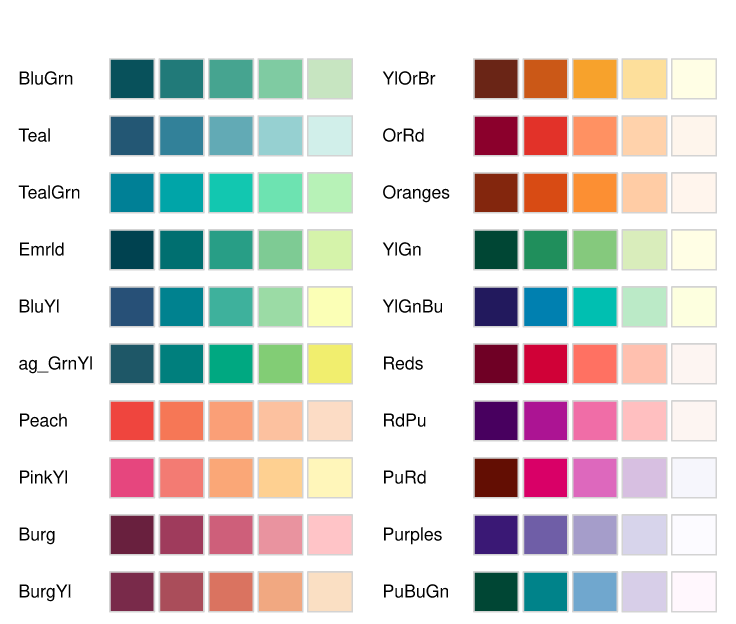 BluGrn
Teal
TealGrn
Emrld
BluYl
ag_GrnYl
Peach
PinkYl
Burg
BurgYl
YlOrBr
OrRd
Oranges
YlGn
YlGnBu
Reds
RdPu
PuRd
Purples
PuBuGn